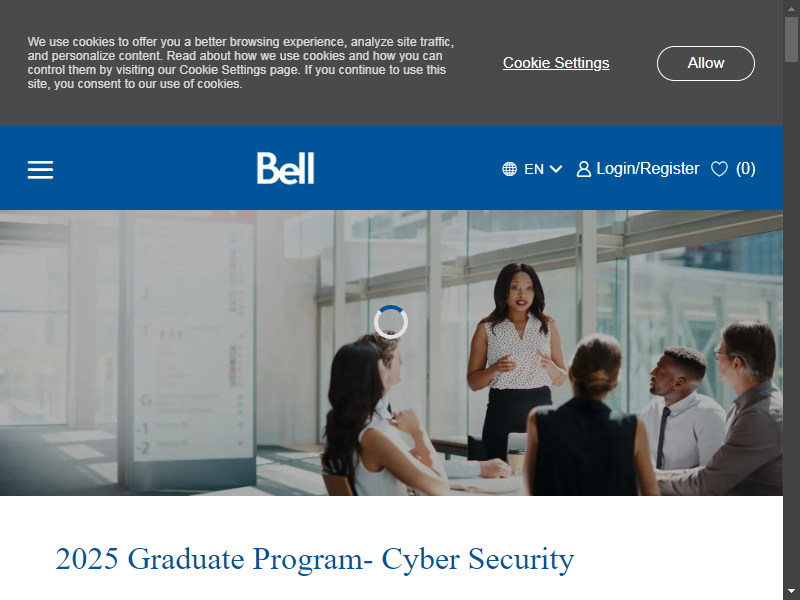 We use cookies to offer you a better browsing experience, analyze site traffic,
and personalize content. Read about how we use cookies and how you can
control them by visiting our Cookie Settings page. If you continue to use this
site, you consent to our use of cookies.
Cookie Settings
Allow
Bell
EN
Login/Register
(0)
G
-1
-2
2025 Graduate Program- Cyber Security